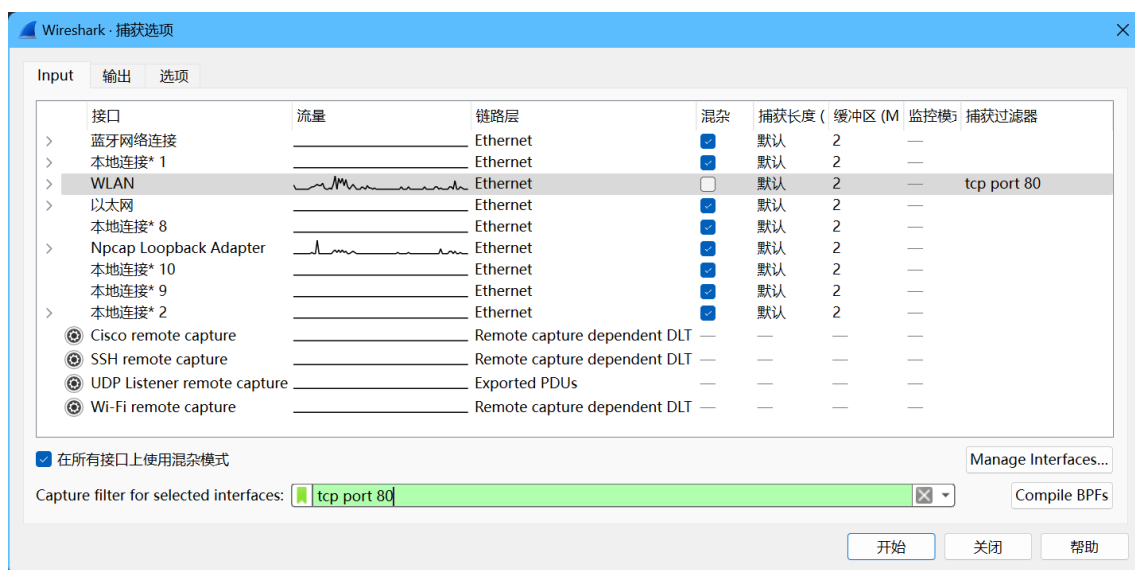 Wireshark · 捕获选项
Input 输出 选项
接口 流量 链路层 混杂 捕获长度 ( 缓冲区 (M 监控模 捕获过滤器
蓝牙网络连接 Ethernet 默认 2 —
本地连接* 1 Ethernet 默认 2 —
WLAN Ethernet 默认 2 — tcp port 80
以太网 Ethernet 默认 2 —
本地连接* 8 Ethernet 默认 2 —
Npcap Loopback Adapter Ethernet 默认 2 —
本地连接* 10 Ethernet 默认 2 —
本地连接* 9 Ethernet 默认 2 —
本地连接* 2 Ethernet 默认 2 —
Cisco remote capture Remote capture dependent DLT — — — —
SSH remote capture Remote capture dependent DLT — — — —
UDP Listener remote capture Exported PDUs — — — —
Wi-Fi remote capture Remote capture dependent DLT — — — —
在所有接口上使用混杂模式 Manage Interfaces...
Capture filter for selected interfaces: tcp port 80 Compile BPFs
开始 关闭 帮助